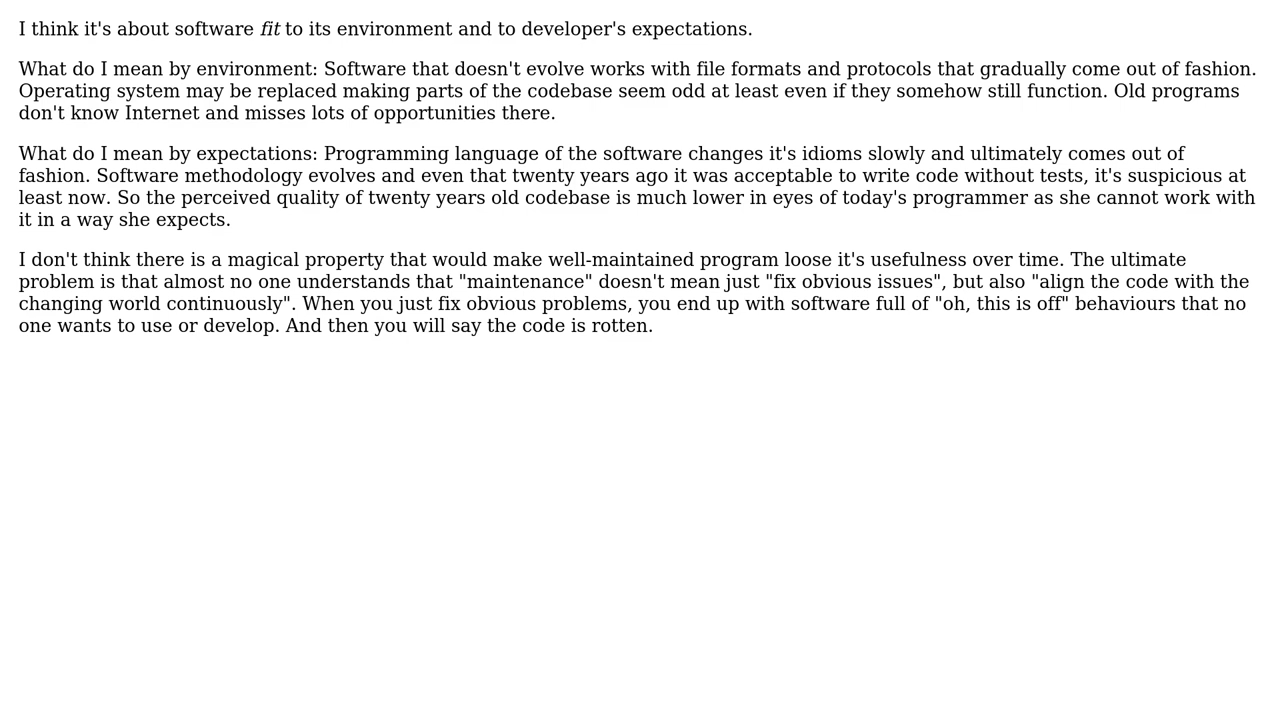 I think it's about software fit to its environment and to developer's expectations.
What do I mean by environment: Software that doesn't evolve works with file formats and protocols that gradually come out of fashion.
Operating system may be replaced making parts of the codebase seem odd at least even if they somehow still function. Old programs
don't know Internet and misses lots of opportunities there.
What do I mean by expectations: Programming language of the software changes it's idioms slowly and ultimately comes out of
fashion. Software methodology evolves and even that twenty years ago it was acceptable to write code without tests, it's suspicious at
least now. So the perceived quality of twenty years old codebase is much lower in eyes of today's programmer as she cannot work with
it in a way she expects.
I don't think there is a magical property that would make well-maintained program loose it's usefulness over time. The ultimate
problem is that almost no one understands that "maintenance" doesn't mean just "fix obvious issues", but also "align the code with the
changing world continuously". When you just fix obvious problems, you end up with software full of "oh, this is off" behaviours that no
one wants to use or develop. And then you will say the code is rotten.